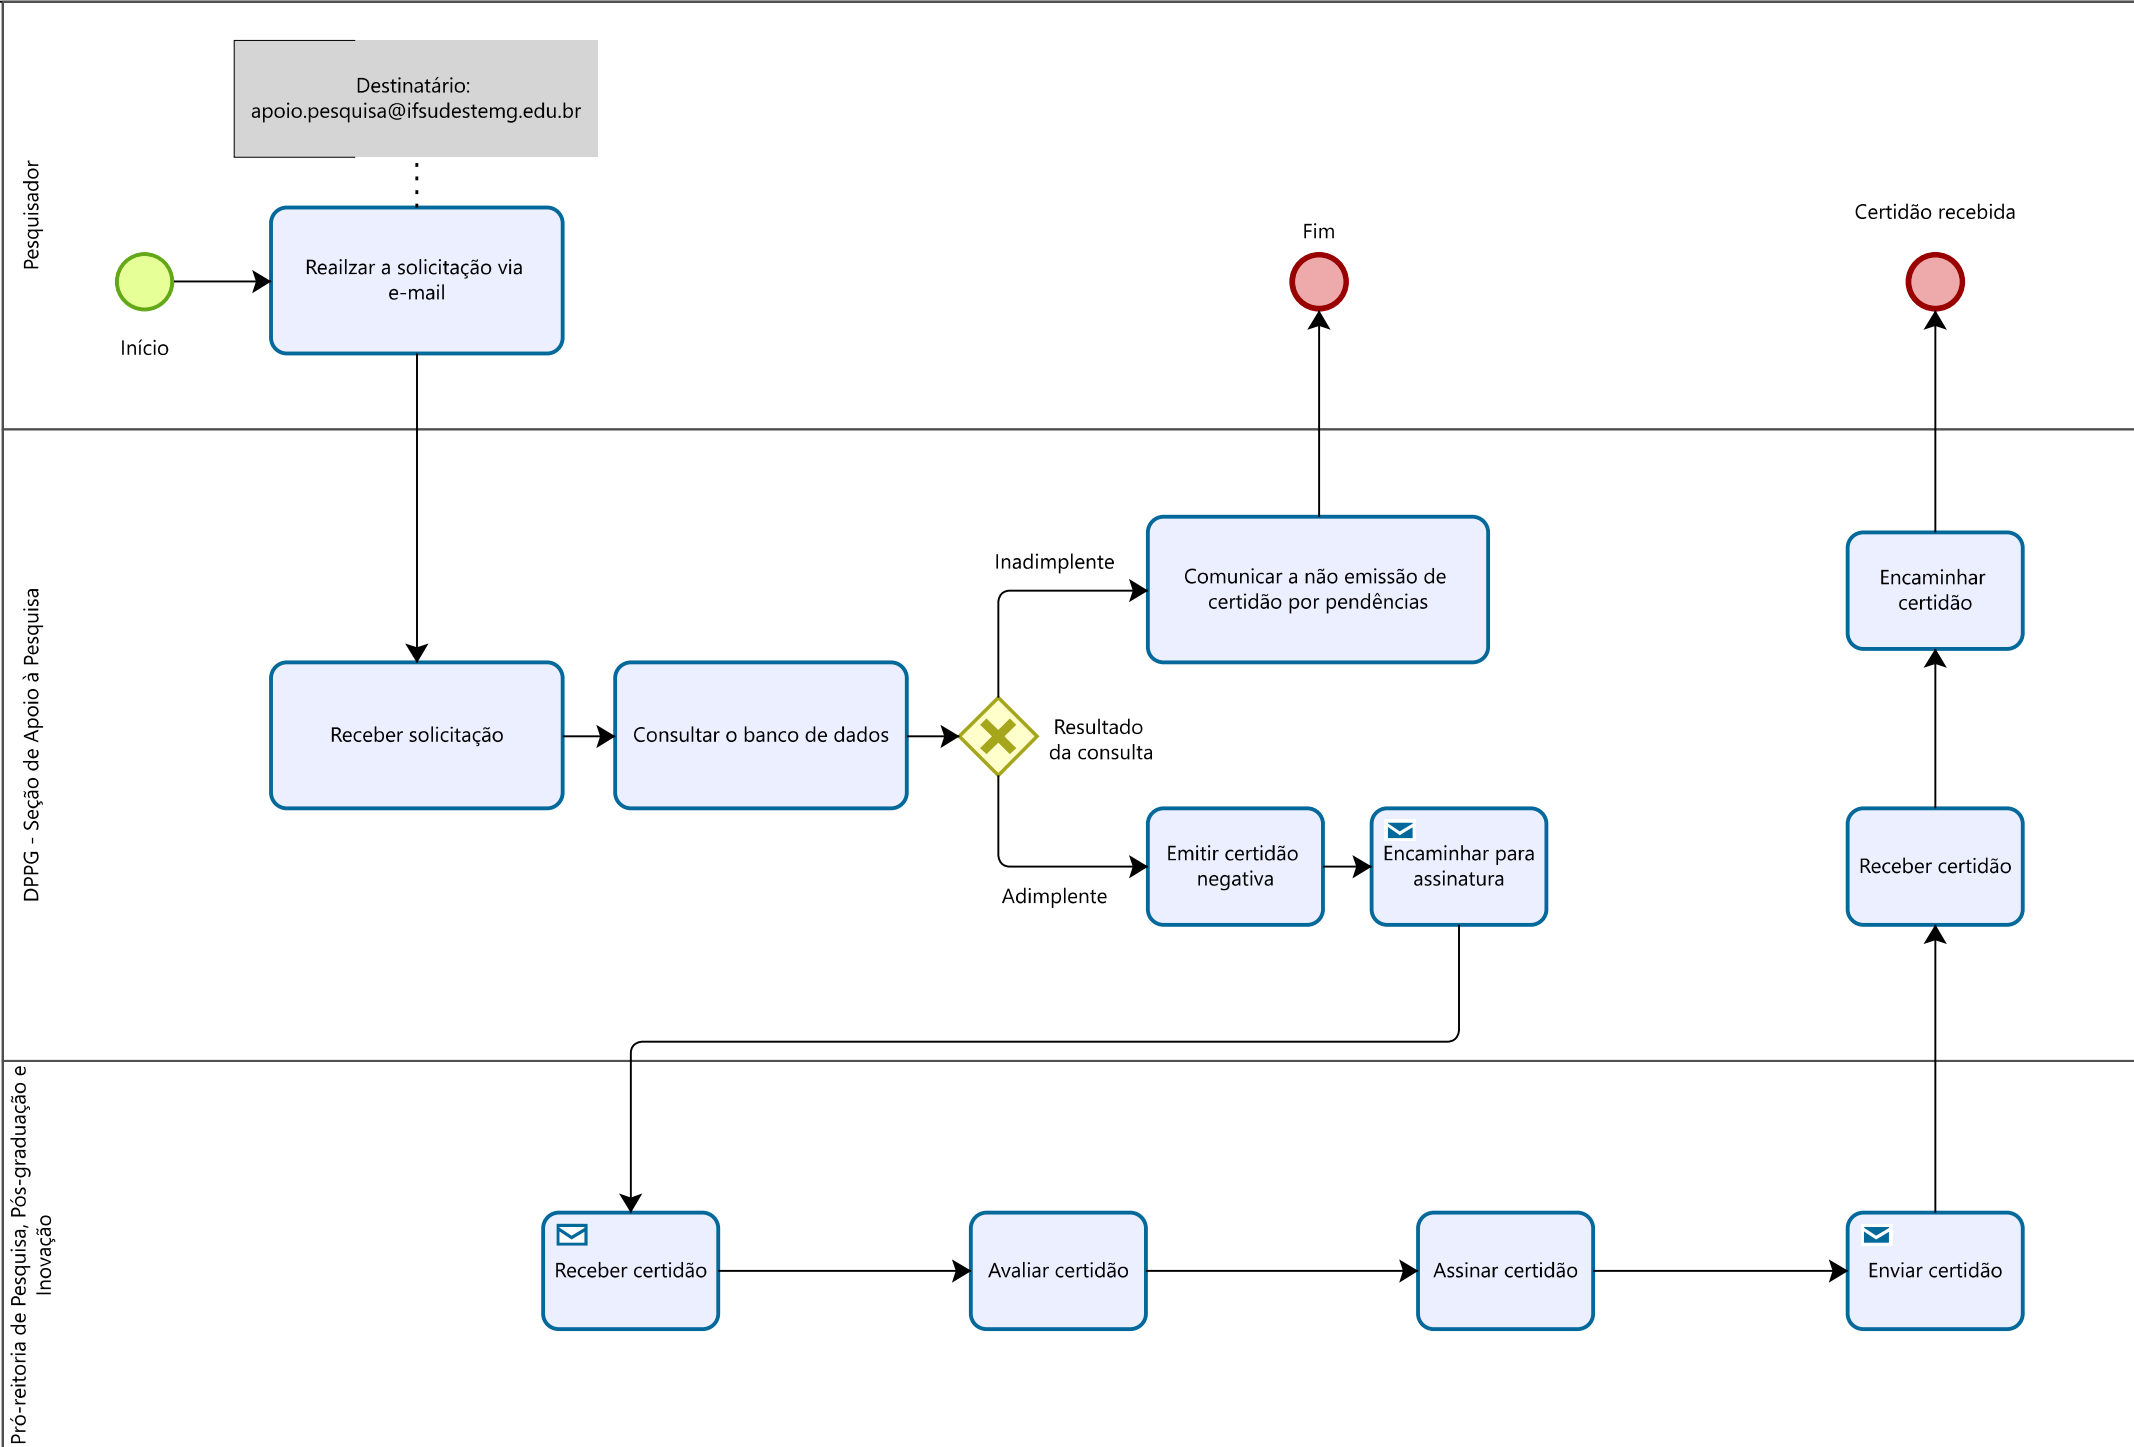 Pesquisador
Destinatário:
apoio.pesquisa@ifsudestemg.edu.br
Início
Reailzar a solicitação via
e-mail
Fim
Certidão recebida
DPPG - Seção de Apoio à Pesquisa
Receber solicitação
Consultar o banco de dados
Resultado
da consulta
Inadimplente
Comunicar a não emissão de
certidão por pendências
Adimplente
Emitir certidão
negativa
Encaminhar para
assinatura
Encaminhar
certidão
Receber certidão
Pró-reitoria de Pesquisa, Pós-graduação e
Inovação
Receber certidão
Avaliar certidão
Assinar certidão
Enviar certidão